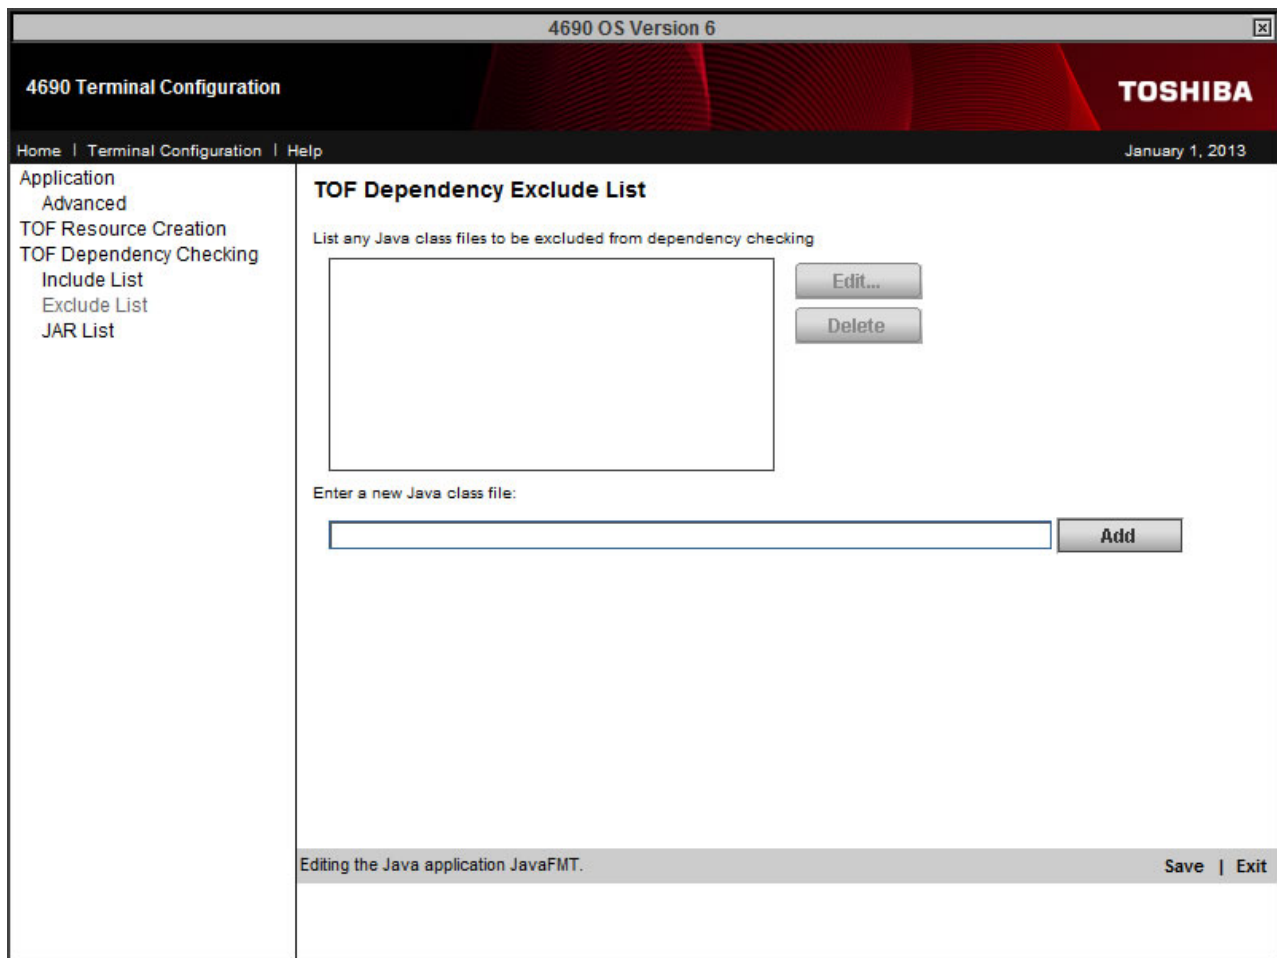 4690 OS Version 6
4690 Terminal Configuration
TOSHIBA
Home | Terminal Configuration | Help
January 1, 2013
Application
Advanced
TOF Resource Creation
TOF Dependency Checking
Include List
Exclude List
JAR List
TOF Dependency Exclude List
List any Java class files to be excluded from dependency checking
Edit...
Delete
Enter a new Java class file:
Add
Editing the Java application JavaFMT.
Save | Exit